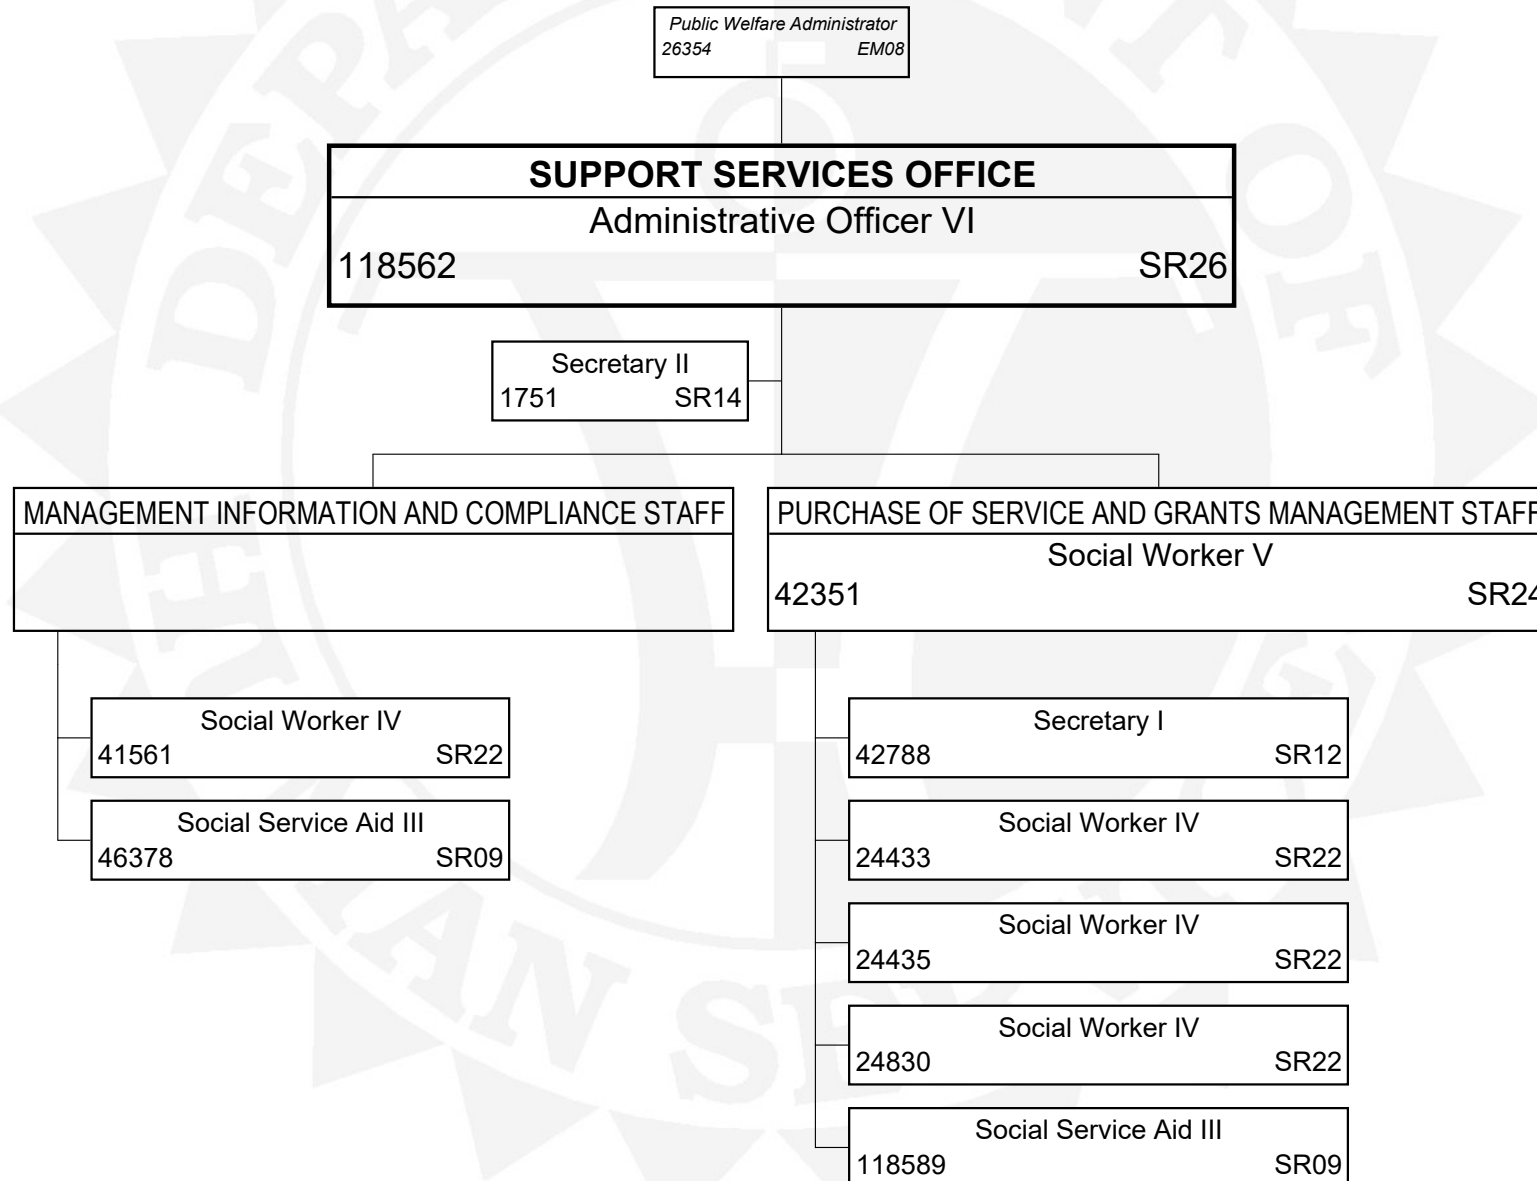 Public Welfare Administrator
26354 EM08
SUPPORT SERVICES OFFICE
Administrative Officer VI
118562 SR26
Secretary II
1751 SR14
MANAGEMENT INFORMATION AND COMPLIANCE STAFF
PURCHASE OF SERVICE AND GRANTS MANAGEMENT STAFF
Social Worker V
42351 SR24
Social Worker IV
41561 SR22
Social Service Aid III
46378 SR09
Secretary I
42788 SR12
Social Worker IV
24433 SR22
Social Worker IV
24435 SR22
Social Worker IV
24830 SR22
Social Service Aid III
118589 SR09